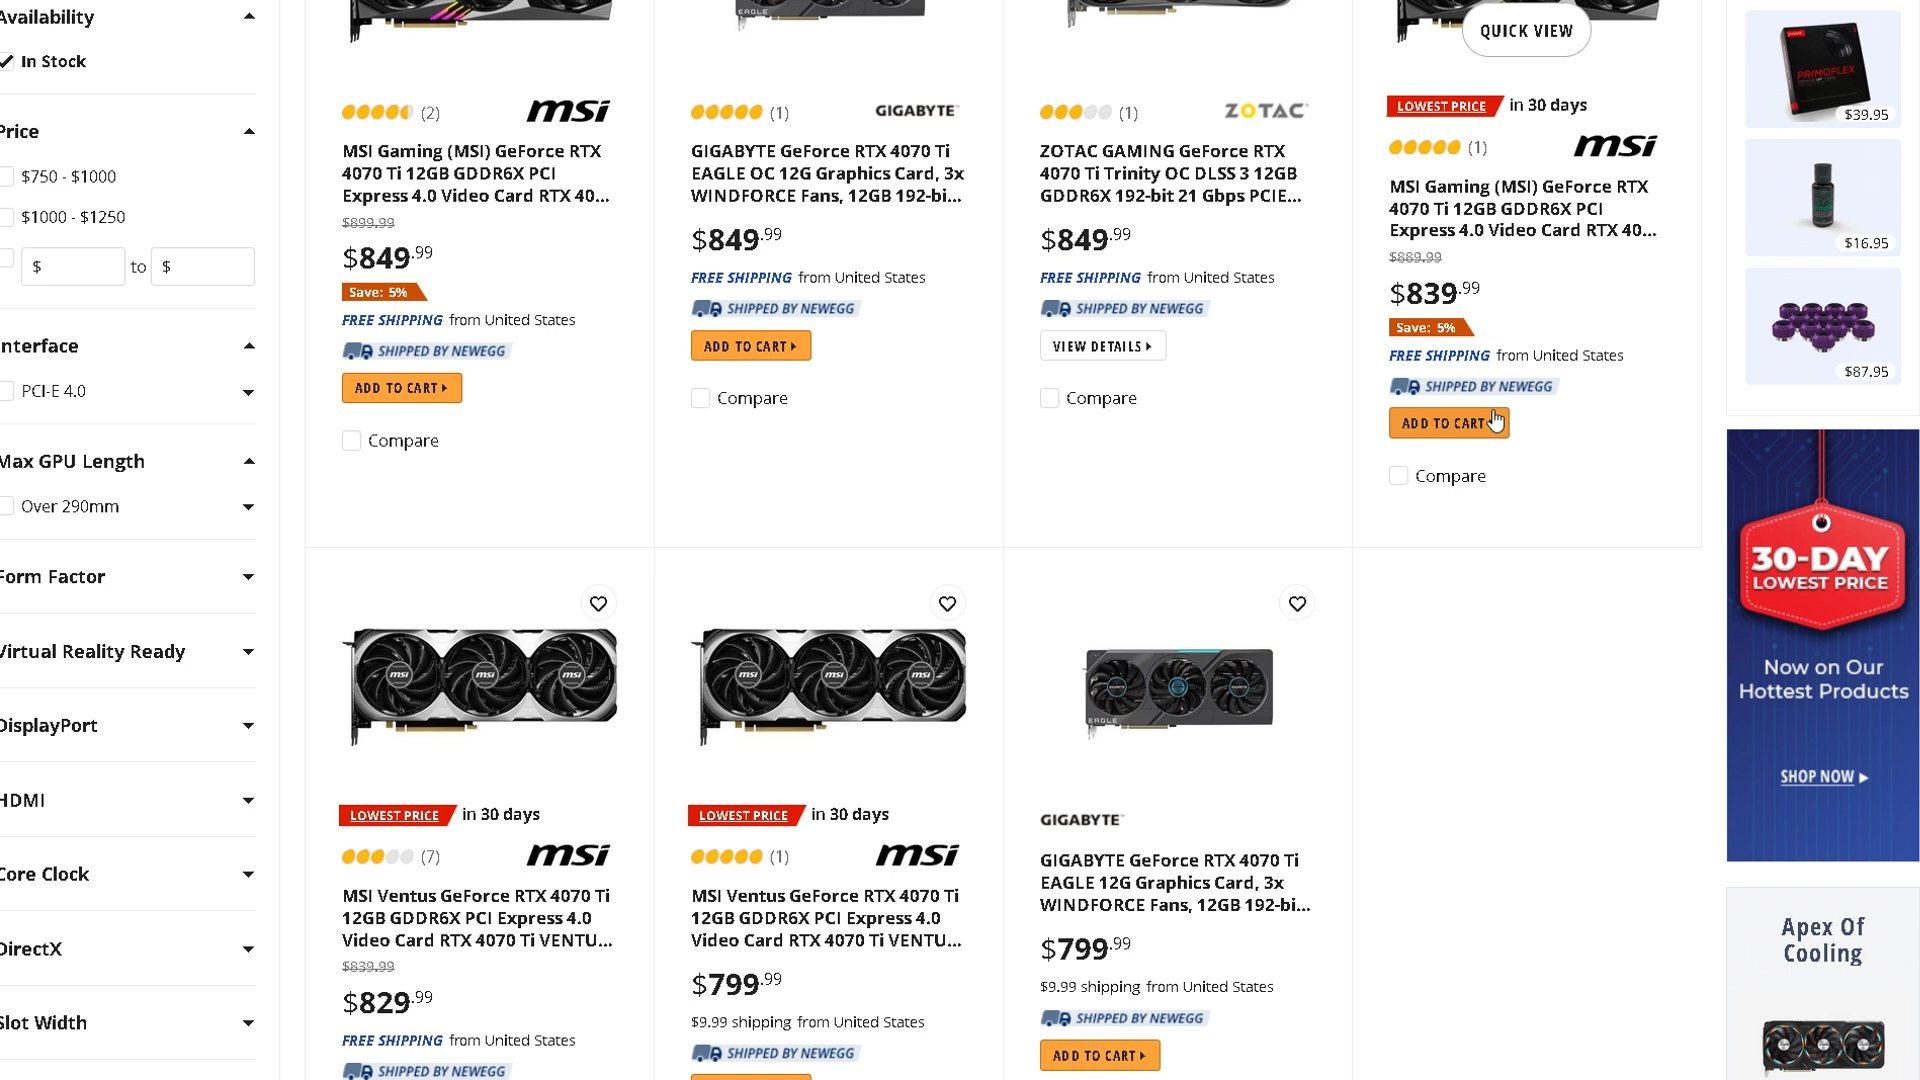 Availability
In Stock
Price
$750 - $1000
$1000 - $1250
$ to $
Interface
PCI-E 4.0
Max GPU Length
Over 290mm
Form Factor
Virtual Reality Ready
DisplayPort
HDMI
Core Clock
DirectX
Slot Width
(2) msi
MSI Gaming (MSI) GeForce RTX
4070 Ti 12GB GDDR6X PCI
Express 4.0 Video Card RTX 40...
$899.99
$849.99
Save: 5%
FREE SHIPPING from United States
SHIPPED BY NEWEGG
ADD TO CART
Compare
EAGLE
(1) GIGABYTE™
GIGABYTE GeForce RTX 4070 Ti
EAGLE OC 12G Graphics Card, 3x
WINDFORCE Fans, 12GB 192-bi...
$849.99
FREE SHIPPING from United States
SHIPPED BY NEWEGG
ADD TO CART
Compare
(1) ZOTAC
ZOTAC GAMING GeForce RTX
4070 Ti Trinity OC DLSS 3 12GB
GDDR6X 192-bit 21 Gbps PCIE...
$849.99
FREE SHIPPING from United States
SHIPPED BY NEWEGG
VIEW DETAILS
Compare
QUICK VIEW
LOWEST PRICE in 30 days
(1) msi
MSI Gaming (MSI) GeForce RTX
4070 Ti 12GB GDDR6X PCI
Express 4.0 Video Card RTX 40...
$889.99
$839.99
Save: 5%
FREE SHIPPING from United States
SHIPPED BY NEWEGG
ADD TO CART
Compare
msi msi msi
LOWEST PRICE in 30 days
(7) msi
MSI Ventus GeForce RTX 4070 Ti
12GB GDDR6X PCI Express 4.0
Video Card RTX 4070 Ti VENTU...
$839.99
$829.99
FREE SHIPPING from United States
SHIPPED BY NEWEGG
msi msi msi
LOWEST PRICE in 30 days
(1) msi
MSI Ventus GeForce RTX 4070 Ti
12GB GDDR6X PCI Express 4.0
Video Card RTX 4070 Ti VENTU...
$799.99
$9.99 shipping from United States
SHIPPED BY NEWEGG
EAGLE
GIGABYTE™
GIGABYTE GeForce RTX 4070 Ti
EAGLE 12G Graphics Card, 3x
WINDFORCE Fans, 12GB 192-bi...
$799.99
$9.99 shipping from United States
SHIPPED BY NEWEGG
ADD TO CART
PRIMOFLEX
$39.95
$16.95
$87.95
30-DAY
LOWEST PRICE
Now on Our
Hottest Products
SHOP NOW
Apex Of
Cooling